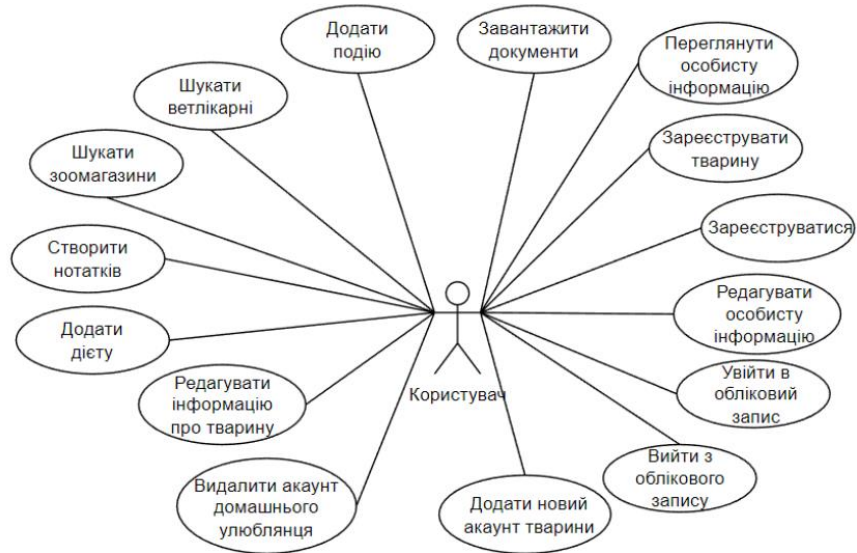 Додати
подію
Завантажити
документи
Переглянути
особисту
інформацію
Шукати
ветлікарні
Зареєструвати
тварину
Шукати
зоомагазини
Зареєструватися
Створити
нотатків
Редагувати
особисту
інформацію
Додати
дієту
Увійти в
обліковий
запис
Редагувати
інформацію
про тварину
Користувач
Вийти з
облікового
запису
Видалити акаунт
домашнього
улюблянця
Додати новий
акаунт тварини